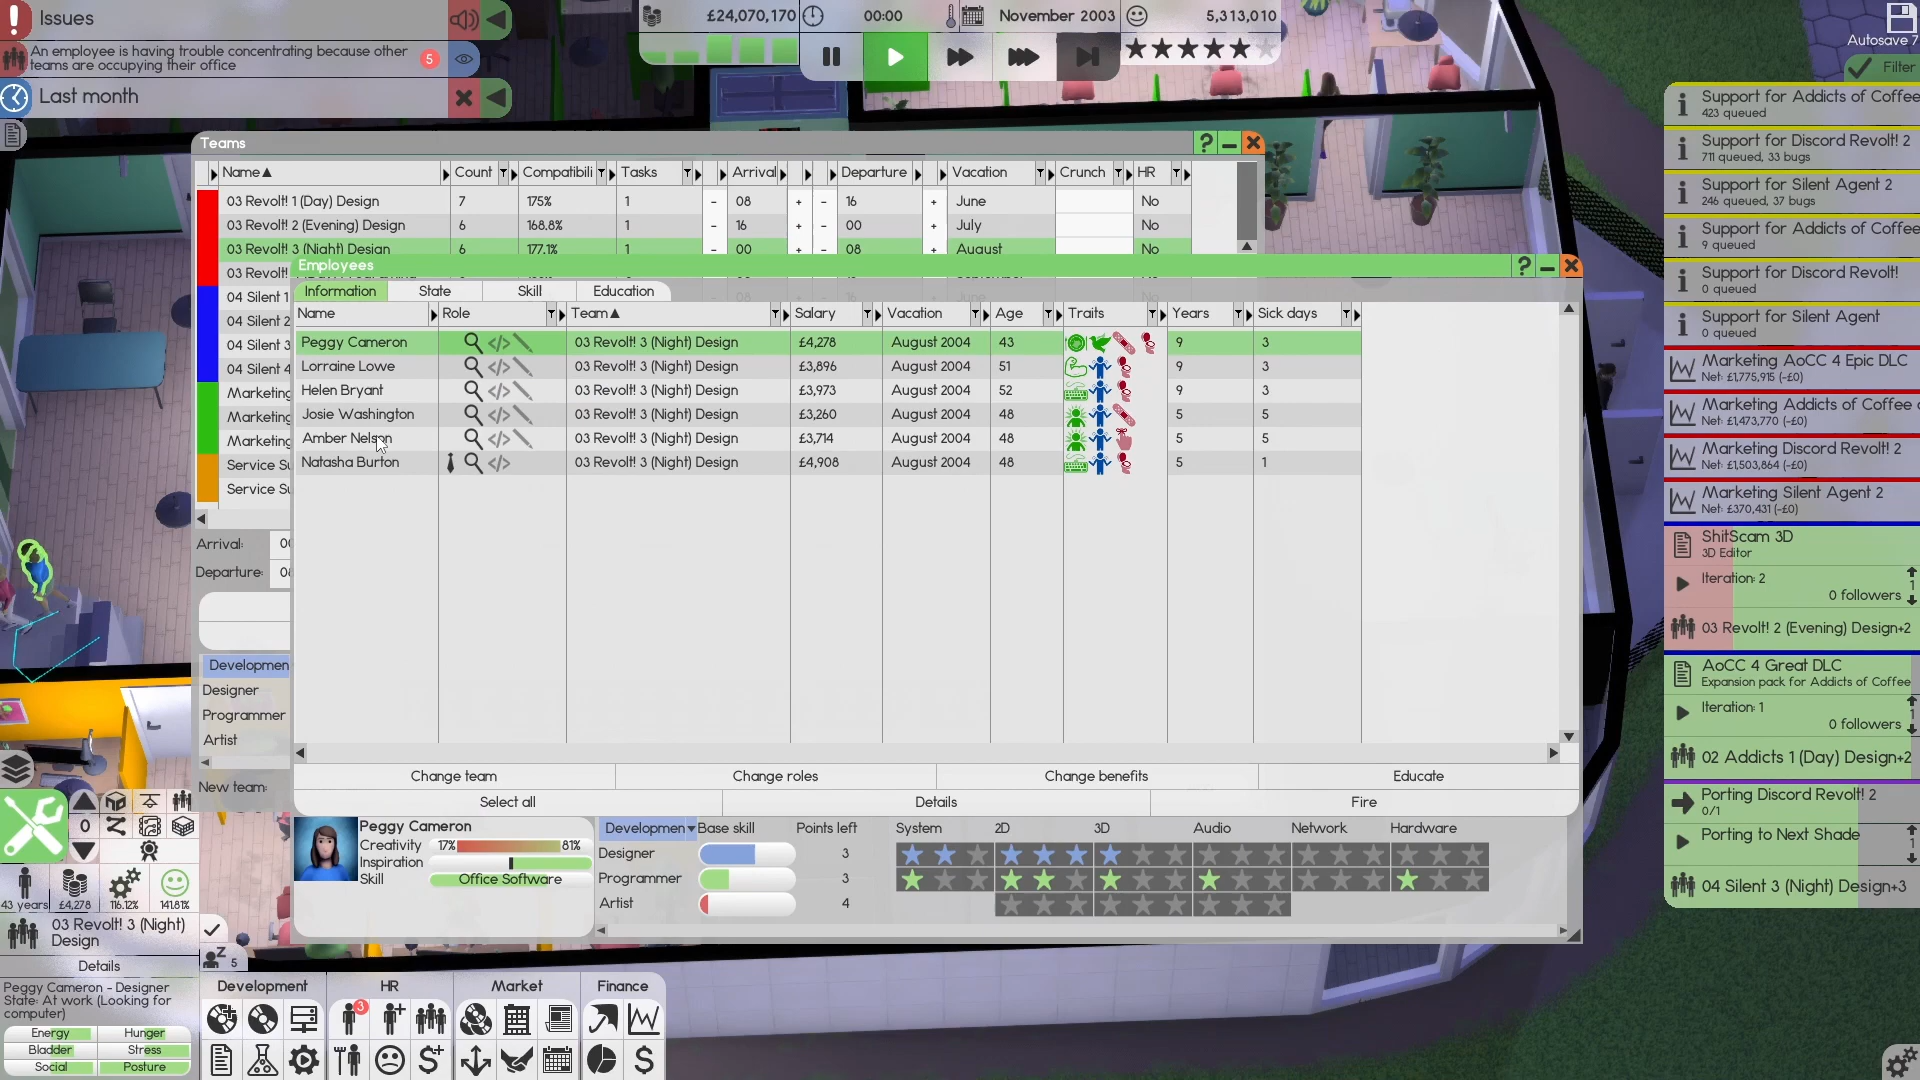 Issues
An employee is having trouble concentrating because other
teams are occupying their office
5
Last month
£24,070,170
00:00
November 2003
5,313,010
Autosave 7
Filter
Support for Addicts of Coffee
423 queued
Support for Discord Revolt! 2
711 queued, 33 bugs
Support for Silent Agent 2
246 queued, 37 bugs
Support for Addicts of Coffee
9 queued
Support for Discord Revolt!
0 queued
Support for Silent Agent
0 queued
Marketing AoCC 4 Epic DLC
Net: £1,775,915 (-£0)
Marketing Addicts of Coffee
Net: £1,473,770 (-£0)
Marketing Discord Revolt! 2
Net: £1,503,864 (-£0)
Marketing Silent Agent 2
Net: £370,431 (-£0)
ShitScam 3D
3D Editor
Iteration: 2
1
0 followers
03 Revolt! 2 (Evening) Design+2
AoCC 4 Great DLC
Expansion pack for Addicts of Coffee
Iteration: 1
1
0 followers
02 Addicts 1 (Day) Design+2
Porting Discord Revolt! 2
0/1
Porting to Next Shade
1
04 Silent 3 (Night) Design+3
Teams
?
Name Count Compatibili Tasks Arrival Departure Vacation Crunch HR
03 Revolt! 1 (Day) Design 7 175% 1 - 08 + - 16 + June No
03 Revolt! 2 (Evening) Design 6 168.8% 1 - 16 + - 00 + July No
03 Revolt! 3 (Night) Design 6 177.1% 1 - 00 + - 08 + August No
03 Revolt!
04 Silent 1
04 Silent 2
04 Silent 3
04 Silent 4
Marketing
Marketing
Marketing
Service Su
Service Su
Arrival:
Departure:
Developmen
Designer
Programmer
Artist
New team:
Employees
?
Information State Skill Education
Name Role Team Salary Vacation Age Traits Years Sick days
Peggy Cameron 03 Revolt! 3 (Night) Design £4,278 August 2004 43 9 3
Lorraine Lowe 03 Revolt! 3 (Night) Design £3,896 August 2004 51 9 3
Helen Bryant 03 Revolt! 3 (Night) Design £3,973 August 2004 52 9 3
Josie Washington 03 Revolt! 3 (Night) Design £3,260 August 2004 48 5 5
Amber Nelson 03 Revolt! 3 (Night) Design £3,714 August 2004 48 5 5
Natasha Burton 03 Revolt! 3 (Night) Design £4,908 August 2004 48 5 1
Change team Change roles Change benefits Educate
Select all Details Fire
Peggy Cameron
Creativity 17% 81%
Inspiration
Skill Office Software
Developmen Base skill Points left System 2D 3D Audio Network Hardware
Designer 3
Programmer 3
Artist 4
0
43 years £4,278 116.12% 141.81%
03 Revolt! 3 (Night)
Design
Details
5
Peggy Cameron - Designer
State: At work (Looking for
computer)
Energy Hunger
Bladder Stress
Social Posture
Development HR Market Finance
3